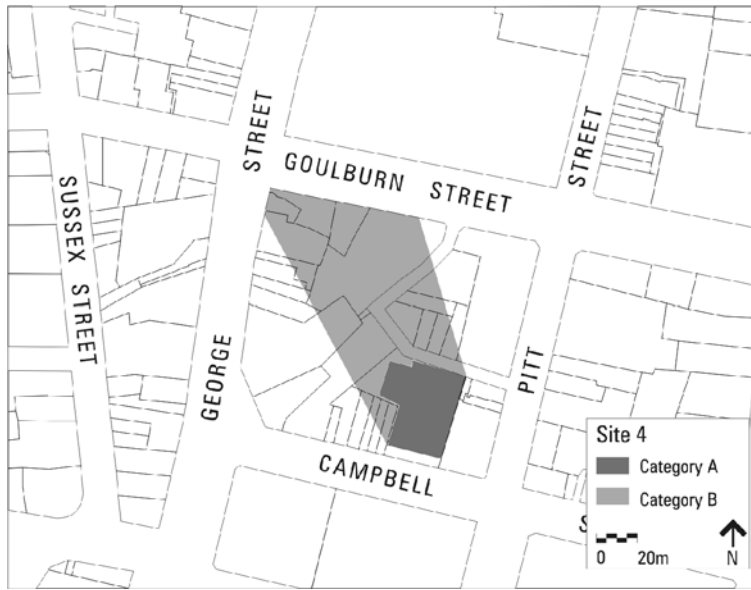 STREET
GOULBURN STREET
STREET
SUSSEX STREET
GEORGE
PITT
CAMPBELL
S
Site 4
Category A
Category B
0 20m
N